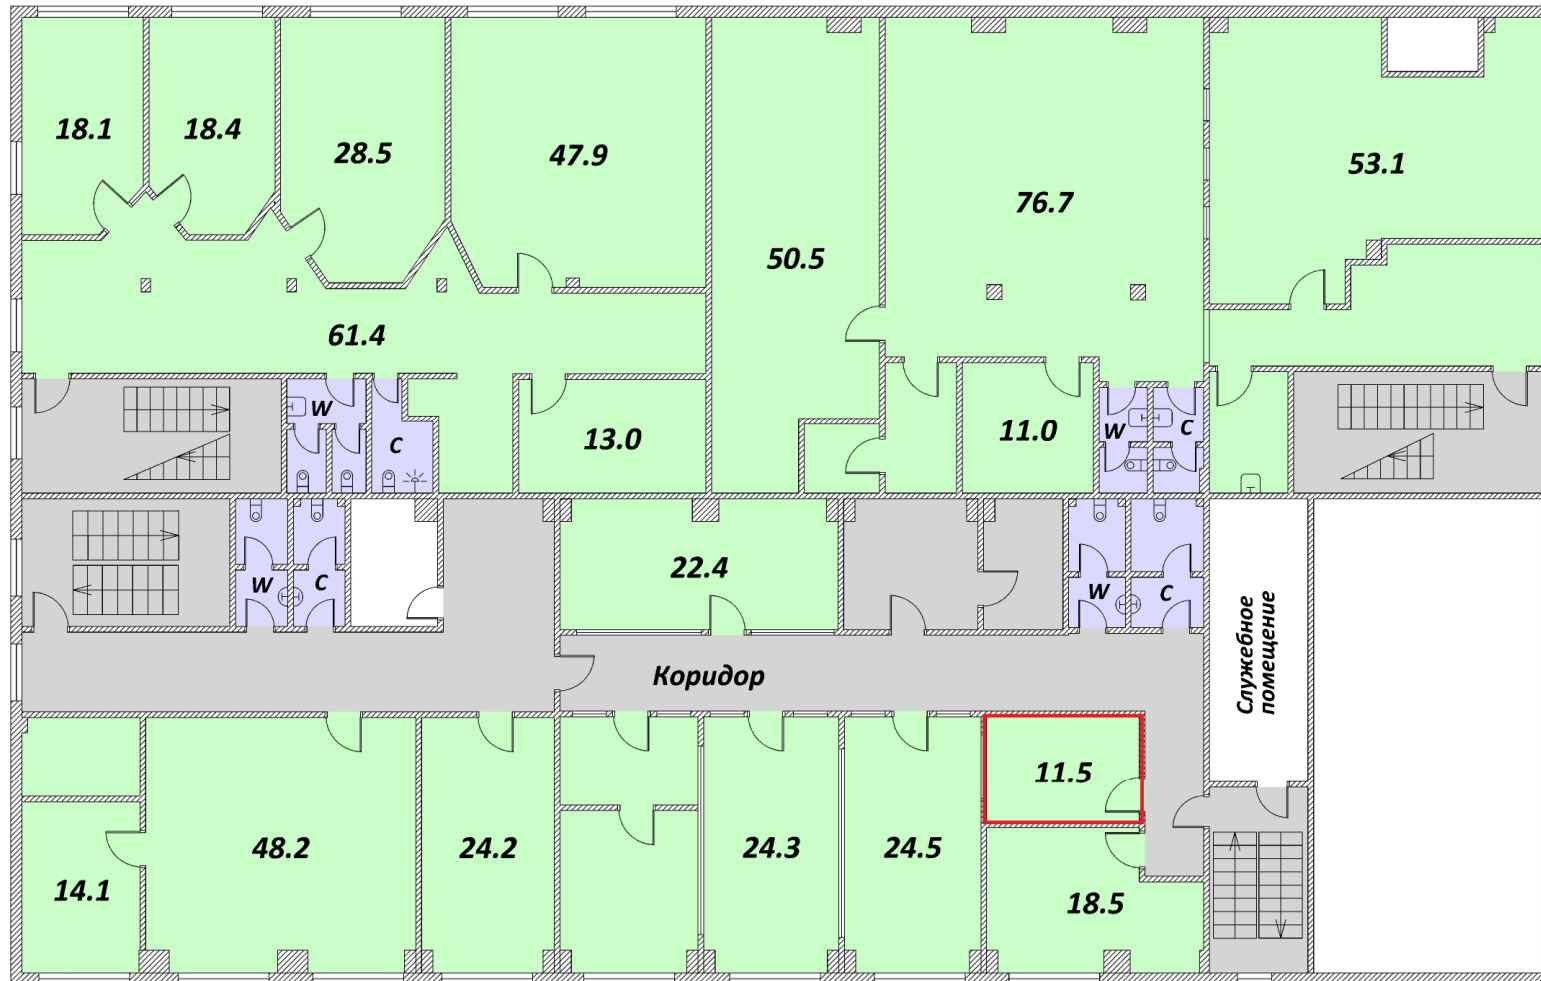 18.1
18.4
28.5
47.9
50.5
76.7
53.1
61.4
W
C
13.0
11.0
W
C
W
C
22.4
W
C
Коридор
Служебное
помещение
14.1
48.2
24.2
24.3
24.5
11.5
18.5